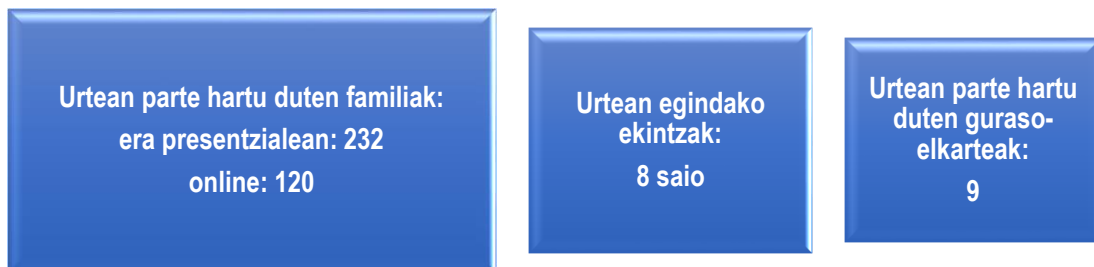 Urtean parte hartu duten familiak:
era presentzialean: 232
online: 120
Urtean egindako
ekintzak:
8 saio
Urtean parte hartu
duten guraso-
elkarteak:
9